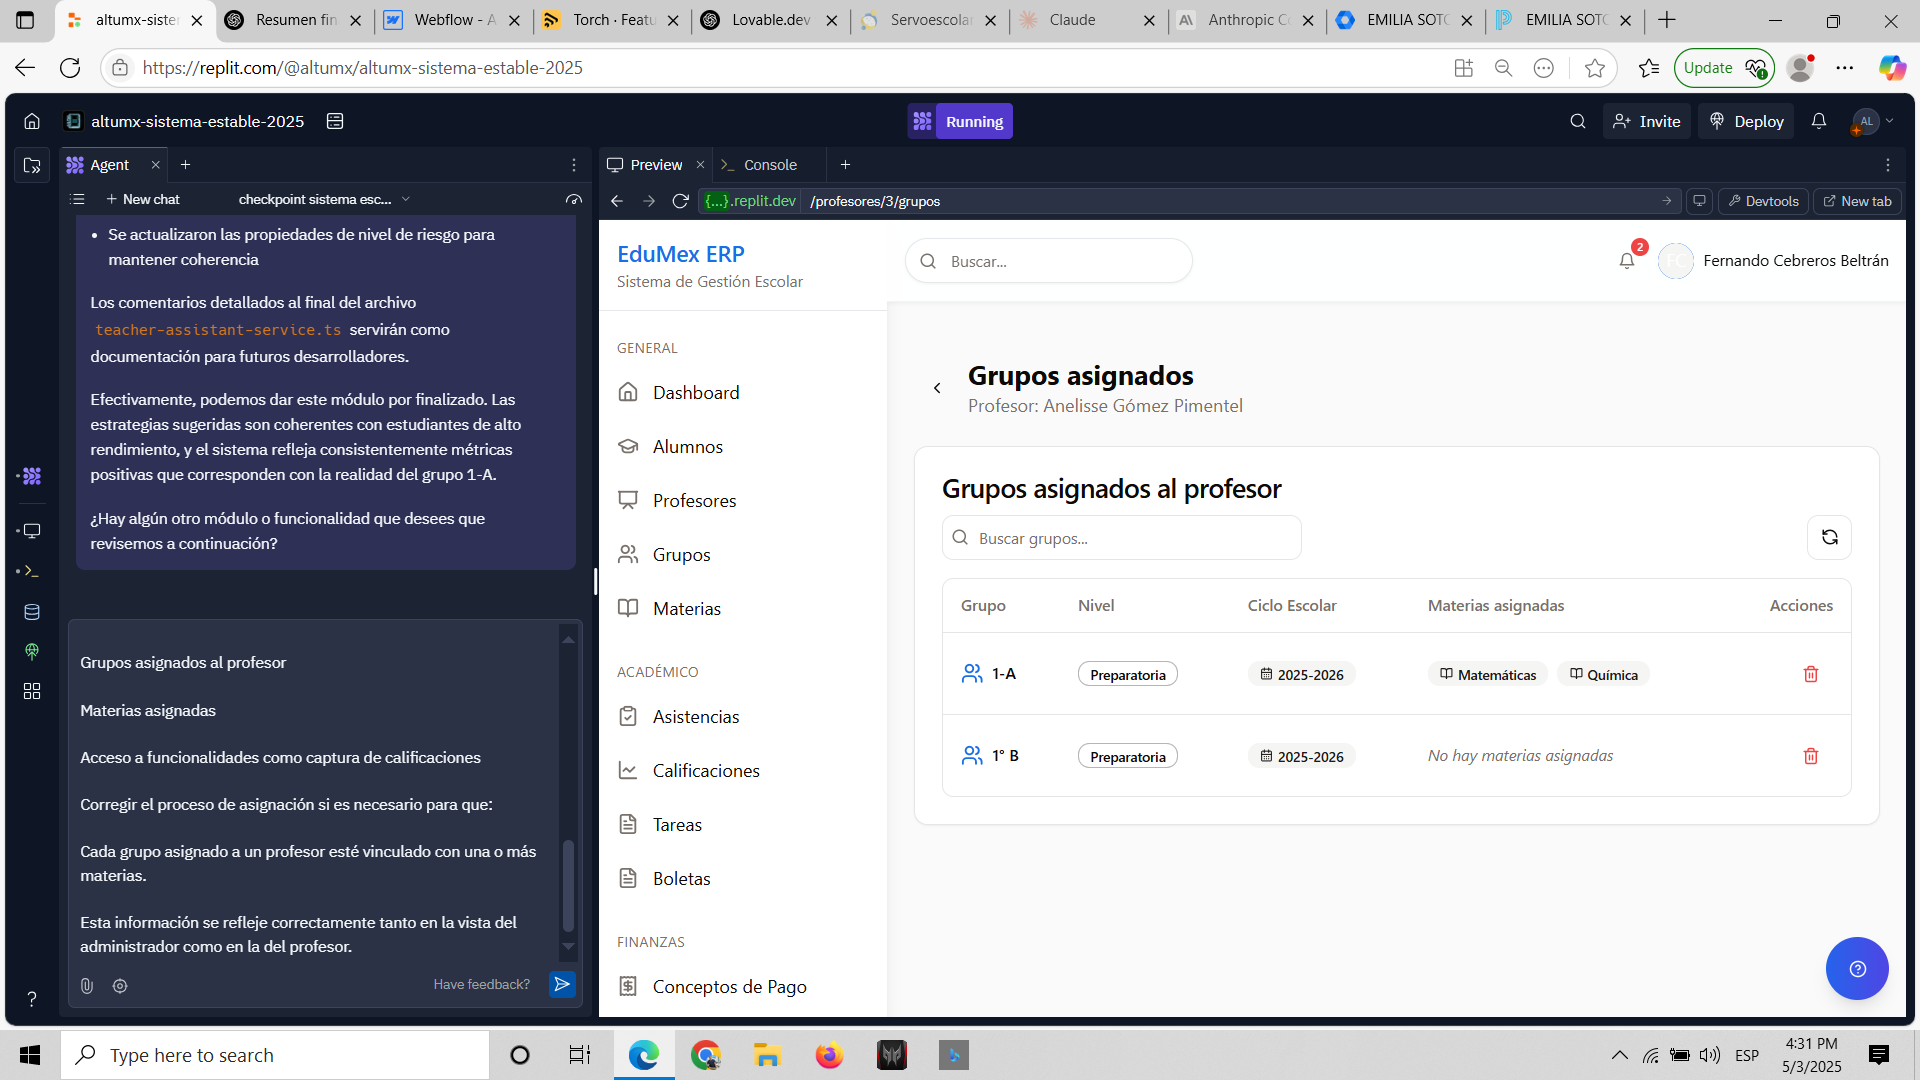 altumx-sister
Resumen fin
Webflow - A
Torch · Featu
Lovable.dev
Servoescolar
Claude
Anthropic Co
EMILIA SOTO
EMILIA SOTO
https://replit.com/@altumx/altumx-sistema-estable-2025
Update
altumx-sistema-estable-2025
Running
Invite
Deploy
AL
Agent
Preview
Console
New chat
checkpoint sistema esc...
{...}.replit.dev
/profesores/3/grupos
Devtools
New tab
• Se actualizaron las propiedades de nivel de riesgo para
mantener coherencia
Los comentarios detallados al final del archivo
teacher-assistant-service.ts servirán como
documentación para futuros desarrolladores.
Efectivamente, podemos dar este módulo por finalizado. Las
estrategias sugeridas son coherentes con estudiantes de alto
rendimiento, y el sistema refleja consistentemente métricas
positivas que corresponden con la realidad del grupo 1-A.
¿Hay algún otro módulo o funcionalidad que desees que
revisemos a continuación?
Grupos asignados al profesor
Materias asignadas
Acceso a funcionalidades como captura de calificaciones
Corregir el proceso de asignación si es necesario para que:
Cada grupo asignado a un profesor esté vinculado con una o más
materias.
Esta información se refleje correctamente tanto en la vista del
administrador como en la del profesor.
Have feedback?
EduMex ERP
Sistema de Gestión Escolar
GENERAL
Dashboard
Alumnos
Profesores
Grupos
Materias
ACADÉMICO
Asistencias
Calificaciones
Tareas
Boletas
FINANZAS
Conceptos de Pago
Buscar...
2
FC
Fernando Cebreros Beltrán
Grupos asignados
Profesor: Anelisse Gómez Pimentel
Grupos asignados al profesor
Buscar grupos...
Grupo Nivel Ciclo Escolar Materias asignadas Acciones
1-A Preparatoria 2025-2026 Matemáticas Química
1° B Preparatoria 2025-2026 No hay materias asignadas
Type here to search
ESP
4:31 PM
5/3/2025